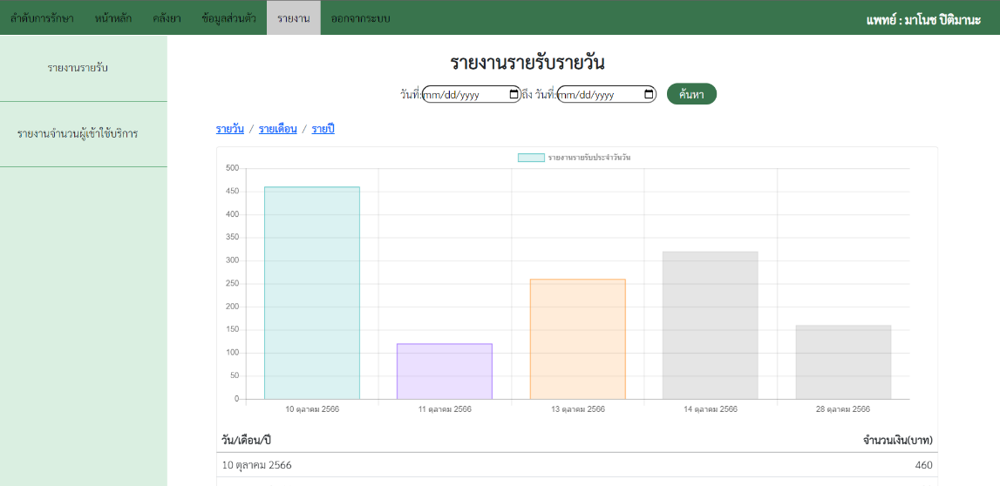 ลำดับการรักษา หน้าหลัก คลังยา ข้อมูลส่วนตัว รายงาน ออกจากระบบ แพทย์ : มาโนช ปิติมานะ
รายงานรายรับ
รายงานจำนวนผู้เข้าใช้บริการ
รายงานรายรับรายวัน
วันที่:mm/dd/yyyy ถึง วันที่:mm/dd/yyyy ค้นหา
รายวัน / รายเดือน / รายปี
รายงานรายรับประจำวันวัน
500
450
400
350
300
250
200
150
100
50
0
10 ตุลาคม 2566 11 ตุลาคม 2566 13 ตุลาคม 2566 14 ตุลาคม 2566 28 ตุลาคม 2566
วัน/เดือน/ปี จำนวนเงิน(บาท)
10 ตุลาคม 2566 460